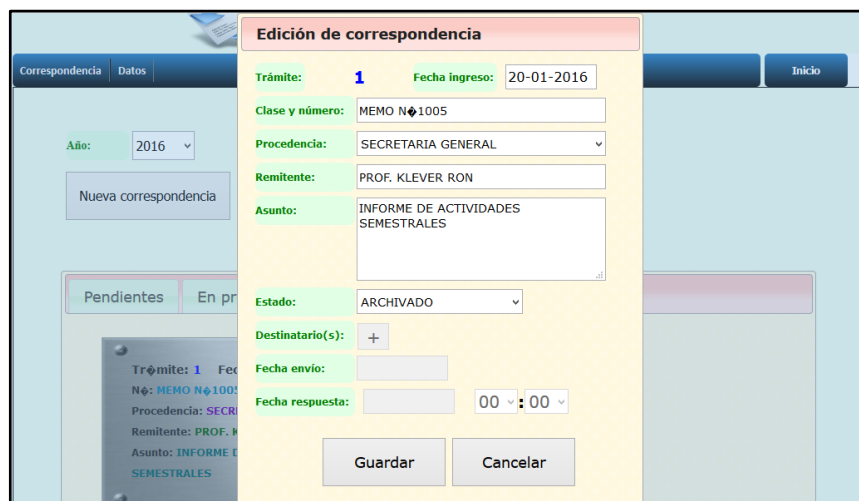 Edición de correspondencia
Correspondencia Datos
Inicio
Trámite: 1 Fecha ingreso: 20-01-2016
Clase y número: MEMO N�1005
Procedencia: SECRETARIA GENERAL
Remitente: PROF. KLEVER RON
Asunto: INFORME DE ACTIVIDADES
SEMESTRALES
Estado: ARCHIVADO
Destinatario(s): +
Fecha envío:
Fecha respuesta: 00 : 00
Guardar Cancelar
Año: 2016
Nueva correspondencia
Pendientes En pr
Tr�mite: 1 Fec
N�: MEMO N�1005
Procedencia: SECR
Remitente: PROF. K
Asunto: INFORME D
SEMESTRALES